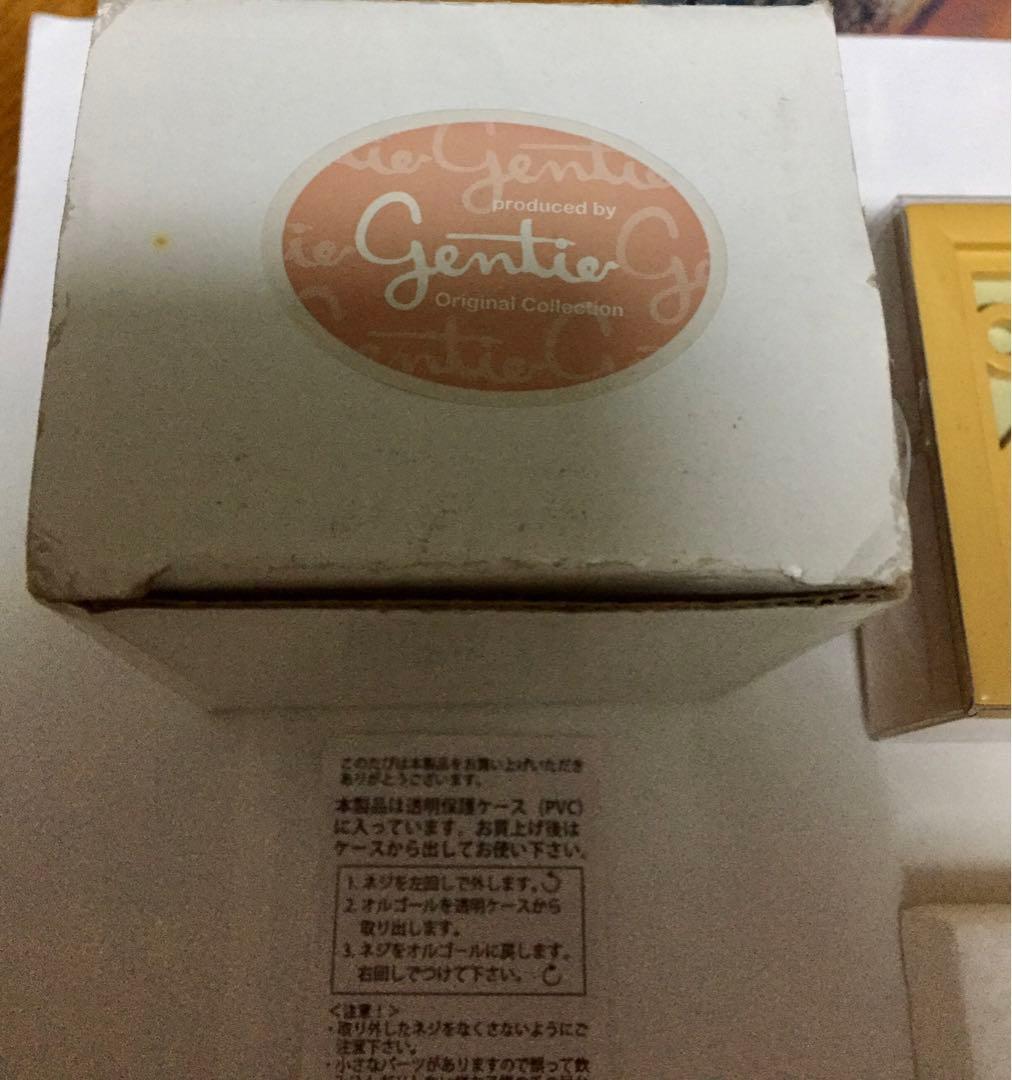 produced by
Gentie
Original Collection
このたびは本製品をお買い上げいただき
ありがとうございます。
本製品は透明保護ケース (PVC)
に入っています。お買上げ後は
ケースから出してお使い下さい。
1. ネジを左回しで外します。
2. オルゴールを透明ケースから
取り出します。
3. ネジをオルゴールに戻します。
右回しでつけて下さい。
<注意!>
・取り外したネジをなくさないようにご
注意下さい。
・小さなパーツがありますので誤って飲